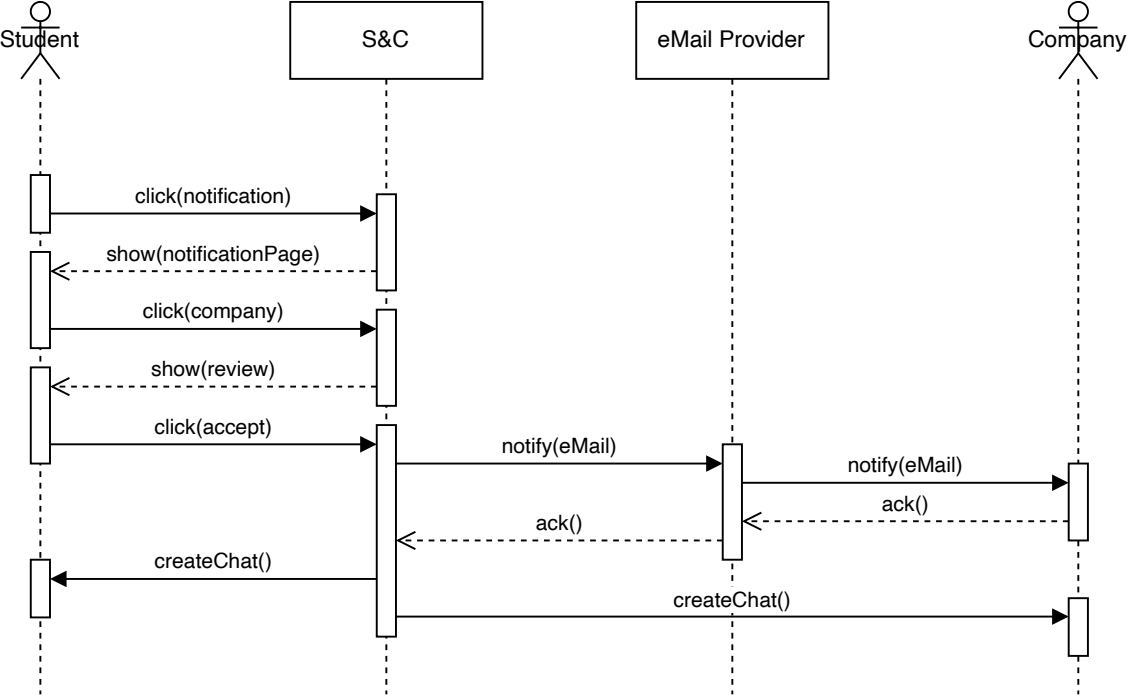 Student
S&C
eMail Provider
Company
click(notification)
show(notificationPage)
click(company)
show(review)
click(accept)
notify(eMail)
notify(eMail)
ack()
ack()
createChat()
createChat()